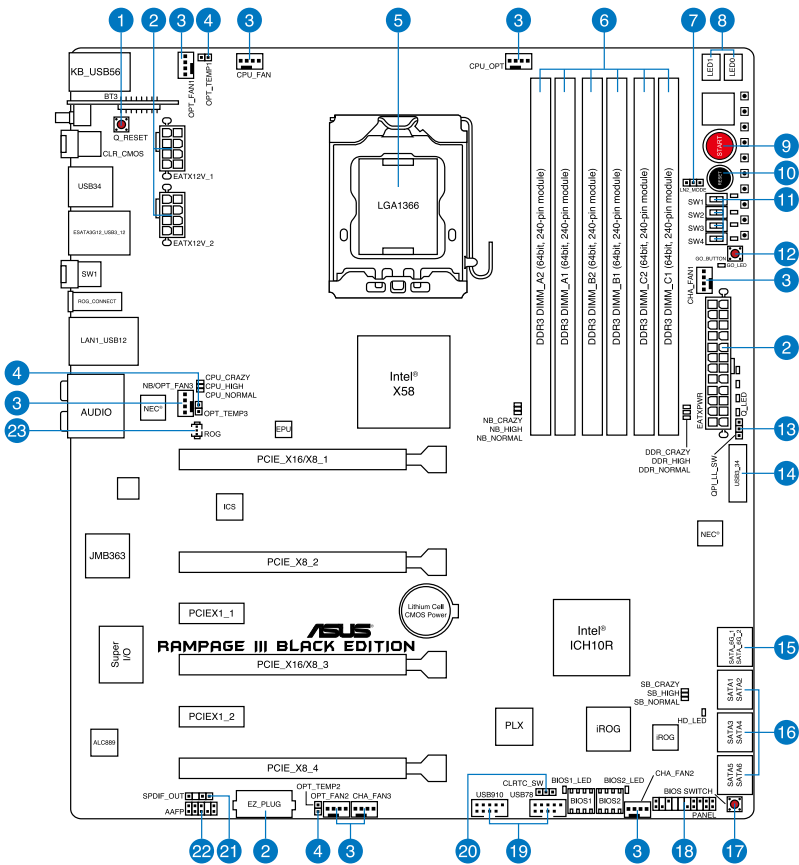 1 2 3 4 3 5 3 6 7 8
KB_USB56
BT3
OPT_FAN1
OPT_TEMP1
CPU_FAN
CPU_OPT
LED1
LED0
Q_RESET
CLR_CMOS
EATX12V_1
EATX12V_2
USB34
ESATA3G12_USB3_12
SW1
ROG_CONNECT
LAN1_USB12
AUDIO
LGA1366
DDR3 DIMM_A2 (64bit, 240-pin module)
DDR3 DIMM_A1 (64bit, 240-pin module)
DDR3 DIMM_B2 (64bit, 240-pin module)
DDR3 DIMM_B1 (64bit, 240-pin module)
DDR3 DIMM_C2 (64bit, 240-pin module)
DDR3 DIMM_C1 (64bit, 240-pin module)
START
9
RESET
10
LN2_MODE
SW1
SW2
SW3
SW4
11
GO_BUTTON
GO_LED
12
CHA_FAN1
3
2
EATXPWR
O_LED
13
QPI_LL_SW
USB3_34
14
4
3
23
CPU_CRAZY
CPU_HIGH
CPU_NORMAL
NB/OPT_FAN3
OPT_TEMP3
NEC®
ROG
EPU
Intel®
X58
NB_CRAZY
NB_HIGH
NB_NORMAL
DDR_CRAZY
DDR_HIGH
DDR_NORMAL
PCIE_X16/X8_1
ICS
NEC®
JMB363
PCIE_X8_2
PCIEX1_1
Lithium Cell
CMOS Power
ASUS®
RAMPAGE III BLACK EDITION
Super
I/O
PCIE_X16/X8_3
Intel®
ICH10R
SATA_6G_1
SATA_6G_2
15
SATA1
SATA2
SB_CRAZY
SB_HIGH
SB_NORMAL
HD_LED
PCIEX1_2
ALC889
PLX
iROG
iROG
SATA3
SATA4
16
SATA5
SATA6
PCIE_X8_4
SPDIF_OUT
AAFP
EZ_PLUG
OPT_TEMP2
OPT_FAN2
CHA_FAN3
CLRTC_SW
USB910
USB78
BIOS1_LED
BIOS2_LED
BIOS1
BIOS2
CHA_FAN2
BIOS SWITCH
PANEL
22 21 2 4 3 20 19 3 18 17